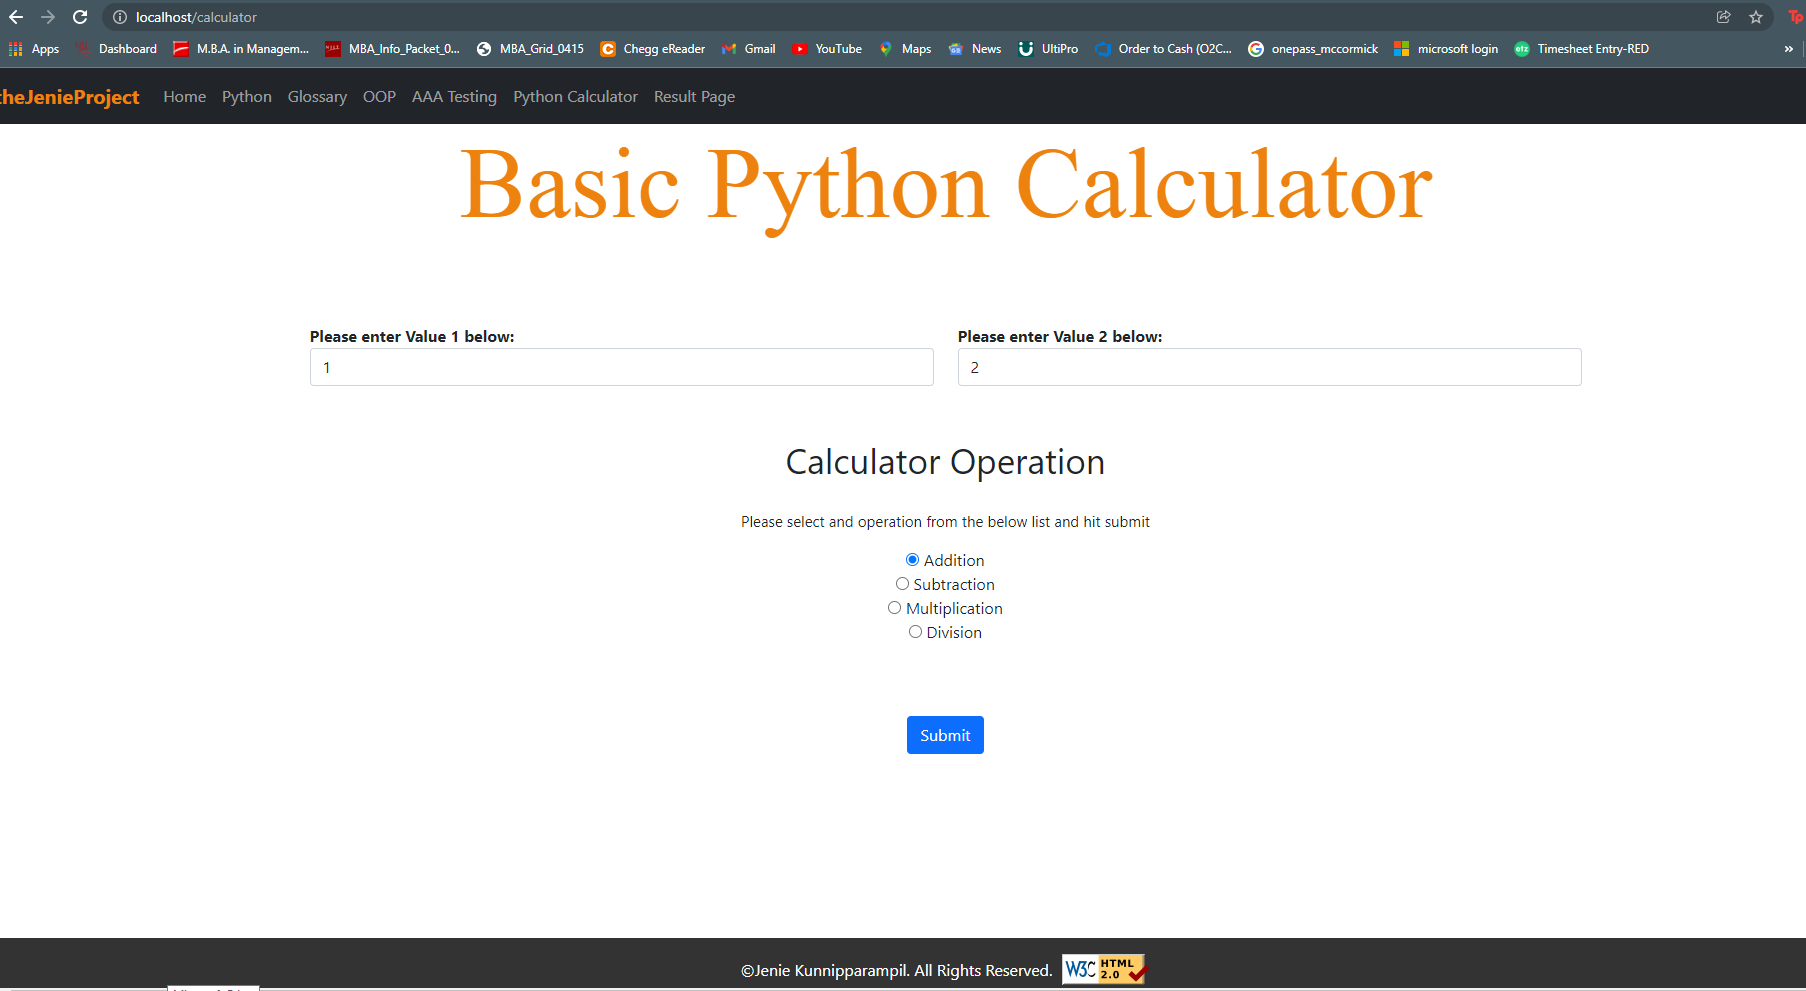 localhost/calculator
Apps Dashboard M.B.A. in Managem... MBA_Info_Packet_0... MBA_Grid_0415 Chegg eReader Gmail YouTube Maps News UltiPro Order to Cash (O2C... onepass_mccormick microsoft login Timesheet Entry-RED »
heJenieProject Home Python Glossary OOP AAA Testing Python Calculator Result Page
Basic Python Calculator
Please enter Value 1 below: Please enter Value 2 below:
1 2
Calculator Operation
Please select and operation from the below list and hit submit
Addition
Subtraction
Multiplication
Division
Submit
©Jenie Kunnipparampil. All Rights Reserved. W3C HTML 2.0